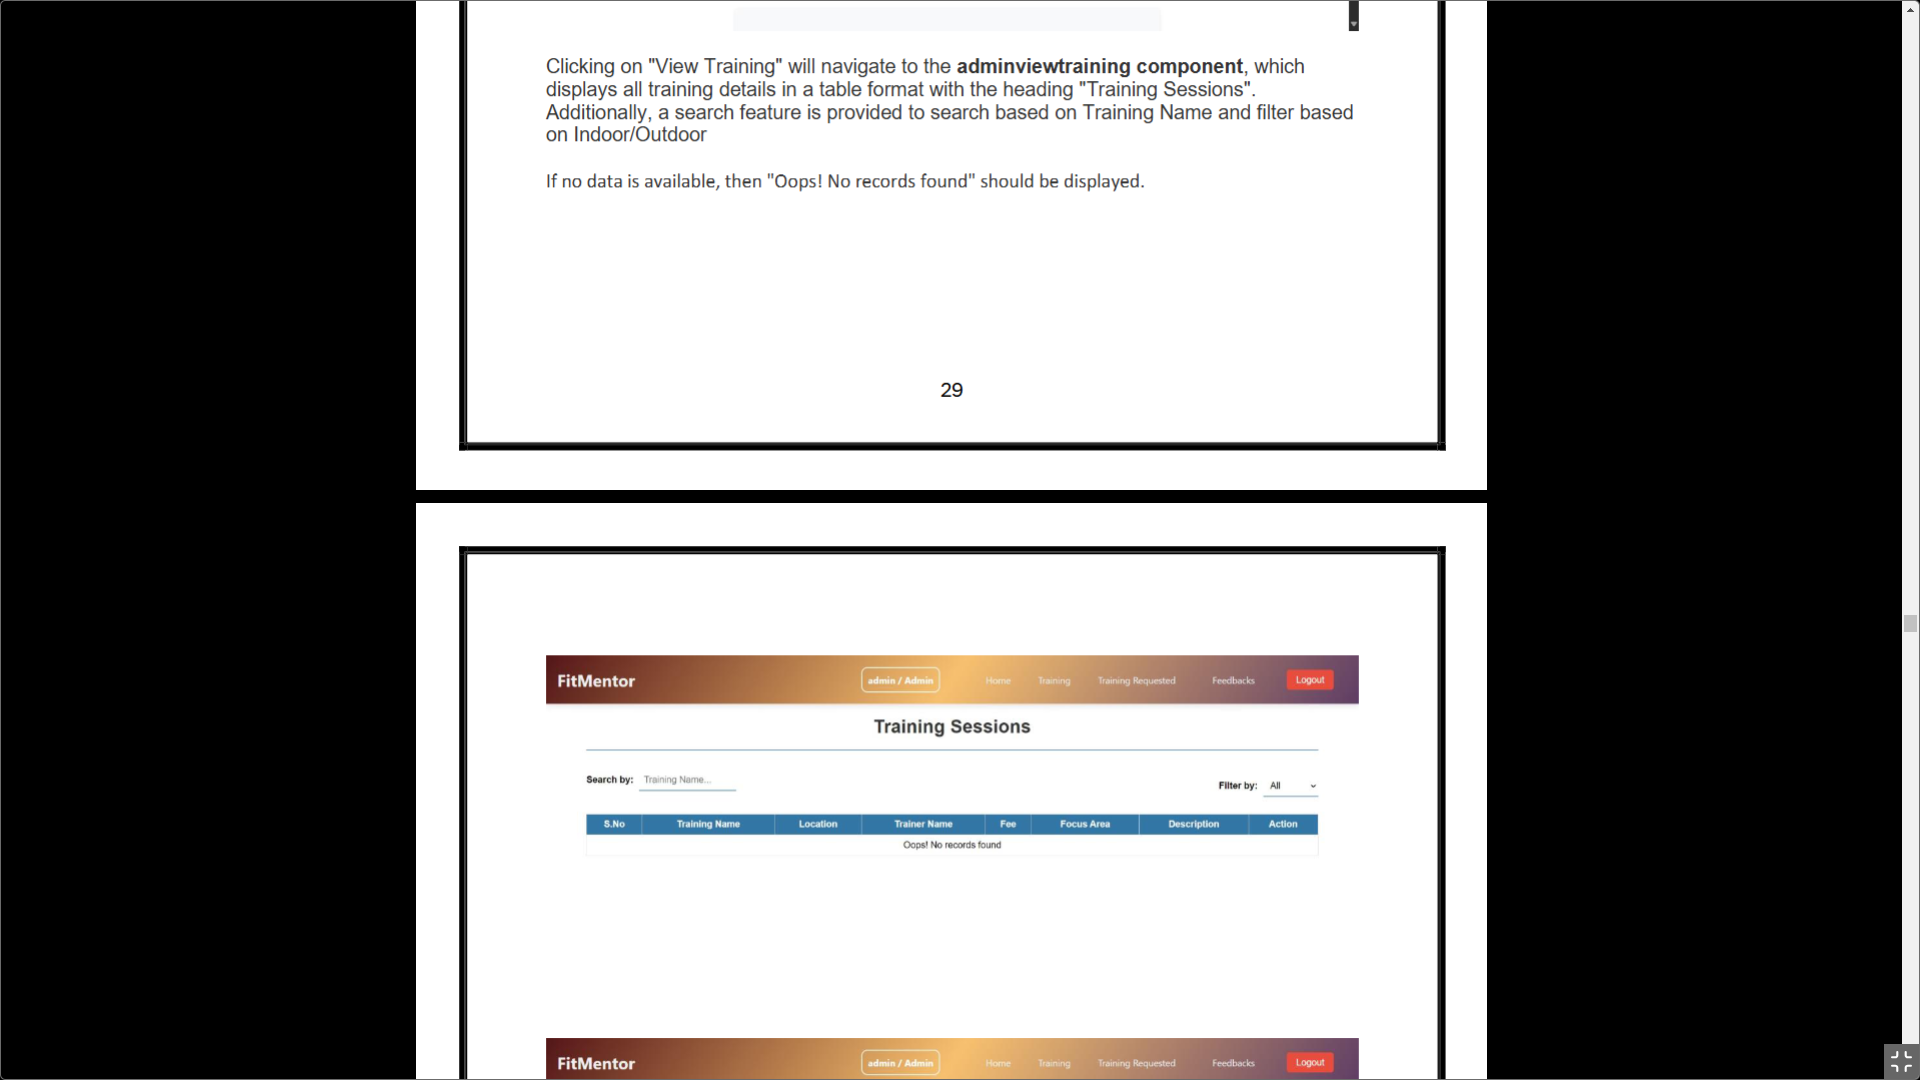 Clicking on "View Training" will navigate to the adminviewtraining component, which
displays all training details in a table format with the heading "Training Sessions".
Additionally, a search feature is provided to search based on Training Name and filter based
on Indoor/Outdoor
If no data is available, then "Oops! No records found" should be displayed.
29
FitMentor admin / Admin Home Training Training Requested Feedbacks Logout
Training Sessions
Search by: Training Name...
Filter by: All
S.No Training Name Location Trainer Name Fee Focus Area Description Action
Oops! No records found
FitMentor admin / Admin Home Training Training Requested Feedbacks Logout